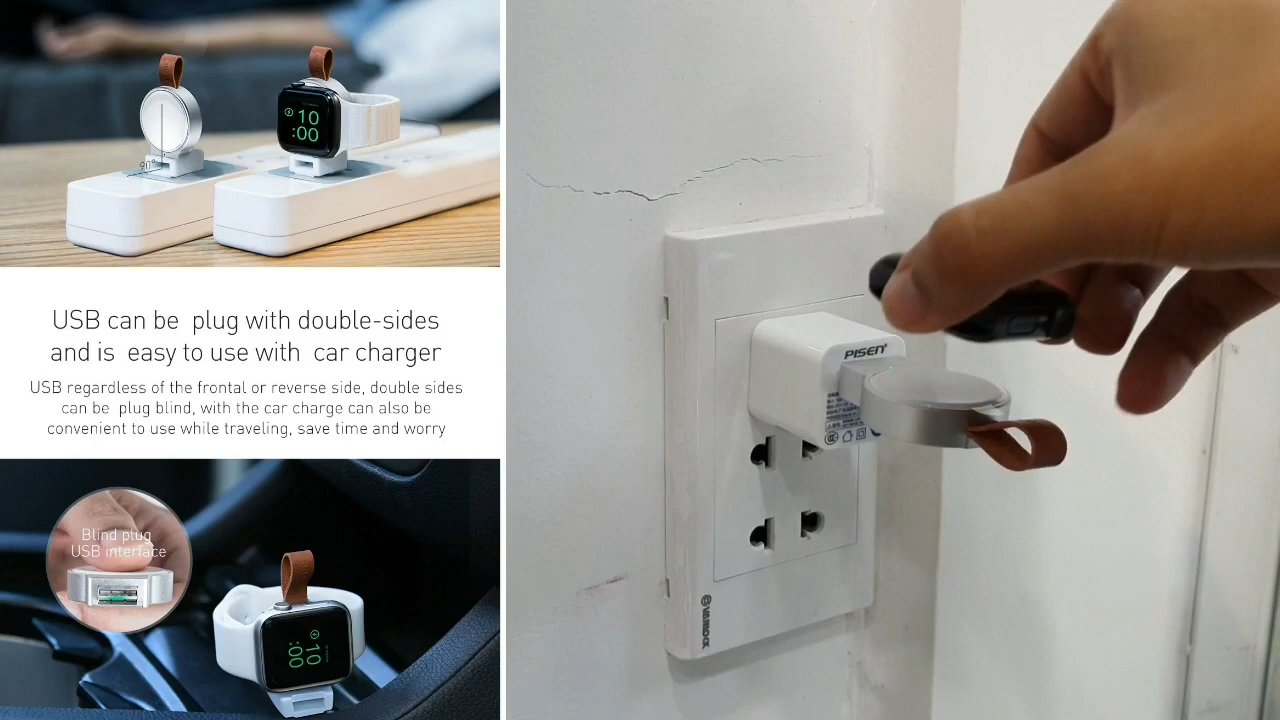 90°
10
:00
USB can be plug with double-sides
and is easy to use with car charger
USB regardless of the frontal or reverse side, double sides
can be plug blind, with the car charge can also be
convenient to use while traveling, save time and worry
Blind plug
USB interface
10
:00
PISEN